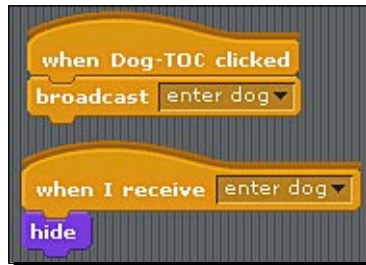 when Dog-TOC clicked
broadcast enter dog
when I receive enter dog
hide